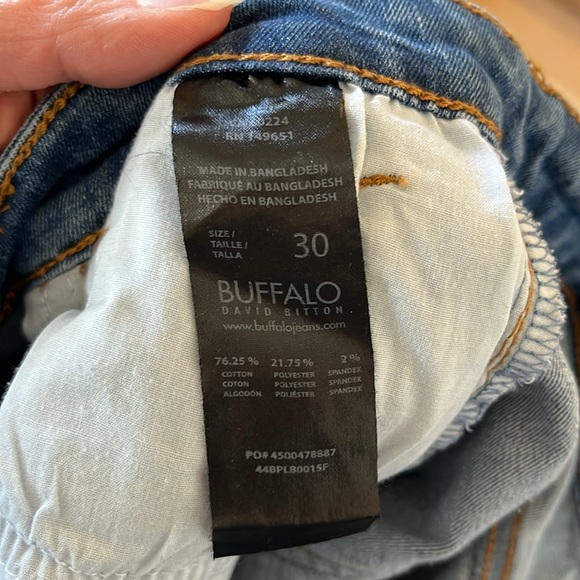 RN 149651
MADE IN BANGLADESH
FABRIQUÉ AU BANGLADESH
HECHO EN BANGLADESH
SIZE /
TAILLE /
TALLA
30
BUFFALO
DAVID BITTON
www.buffalojeans.com
76.25 % 21.75 % 2 %
COTTON POLYESTER SPANDEX
COTON POLYESTER SPANDEX
ALGODÓN POLIÉSTER SPANDEX
PO# 4500478887
44BPLB0015F